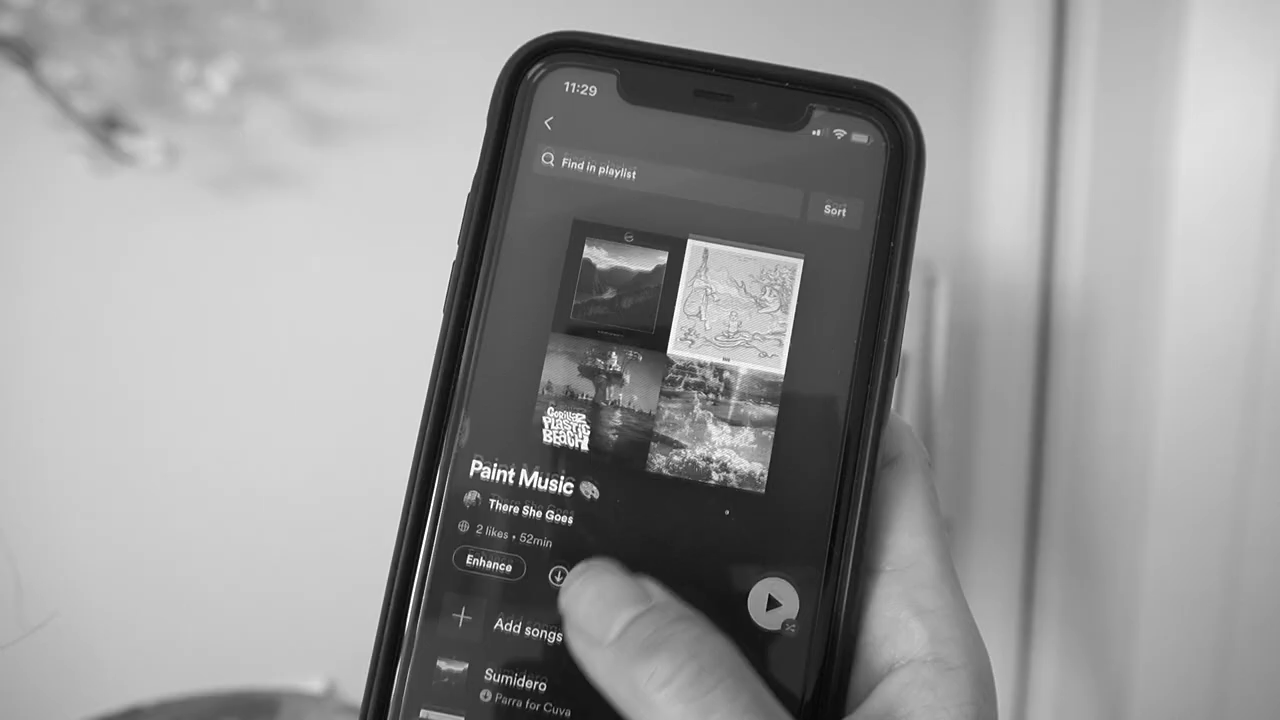 11:29
Find in playlist
Sort
GORILLAZ
PLASTIC
BEACH
Paint Music
There She Goes
2 likes • 52min
Enhance
Add songs
Sumidero
Parra for Cuva